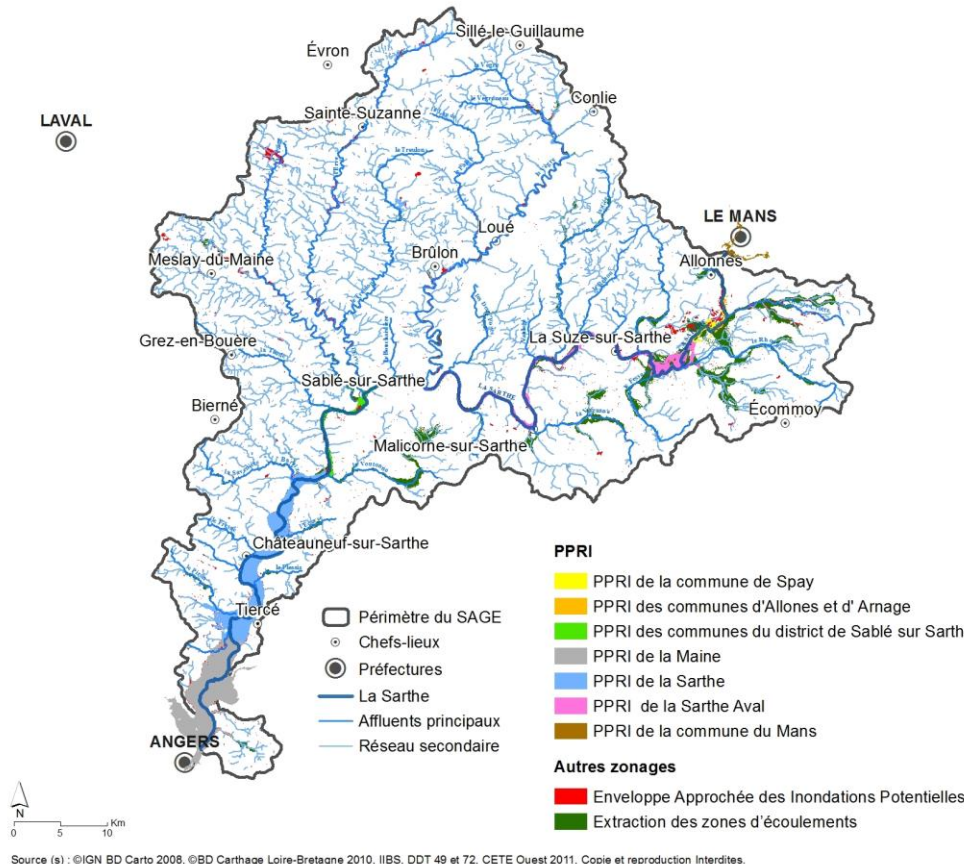 Sillé-le-Guillaume
Évron
Conlie
LAVAL
Sainte-Suzanne
LE MANS
Loué
Brûlon
Allonnes
Meslay-du-Maine
La Suze-sur-Sarthe
Grez-en-Bouère
Sablé-sur-Sarthe
LA SARTHE
Bierné
Écommoy
Malicorne-sur-Sarthe
Châteauneuf-sur-Sarthe
Tiercé
ANGERS
Périmètre du SAGE
Chefs-lieux
Préfectures
La Sarthe
Affluents principaux
Réseau secondaire
PPRI
PPRI de la commune de Spay
PPRI des communes d'Allones et d' Arnage
PPRI des communes du district de Sablé sur Sarth
PPRI de la Maine
PPRI de la Sarthe
PPRI de la Sarthe Aval
PPRI de la commune du Mans
Autres zonages
Enveloppe Approchée des Inondations Potentielles
Extraction des zones d'écoulements
N
Km
0 5 10
Source (s) : ©IGN BD Carto 2008, ©BD Carthage Loire-Bretagne 2010, IIBS, DDT 49 et 72, CETE Ouest 2011. Copie et reproduction Interdites.